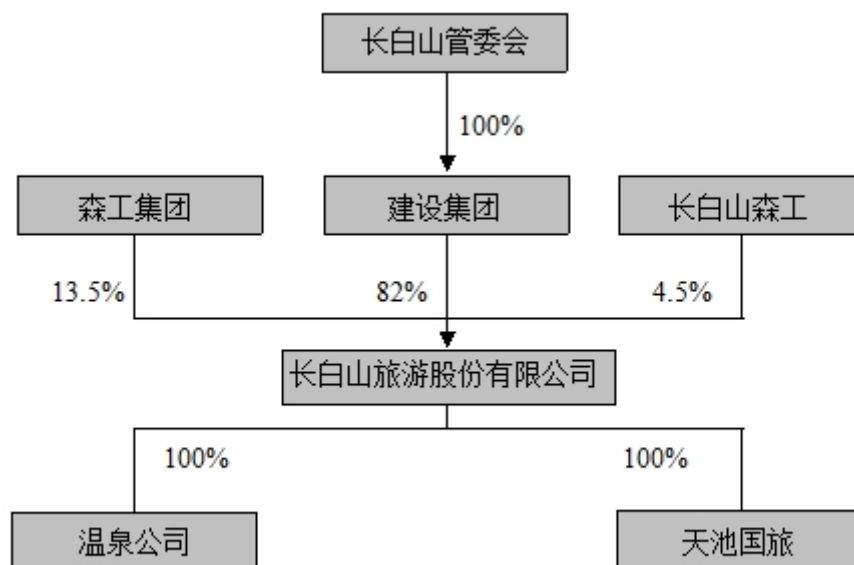 长白山管委会
100%
森工集团
建设集团
长白山森工
13.5%
82%
4.5%
长白山旅游股份有限公司
100%
100%
温泉公司
天池国旅